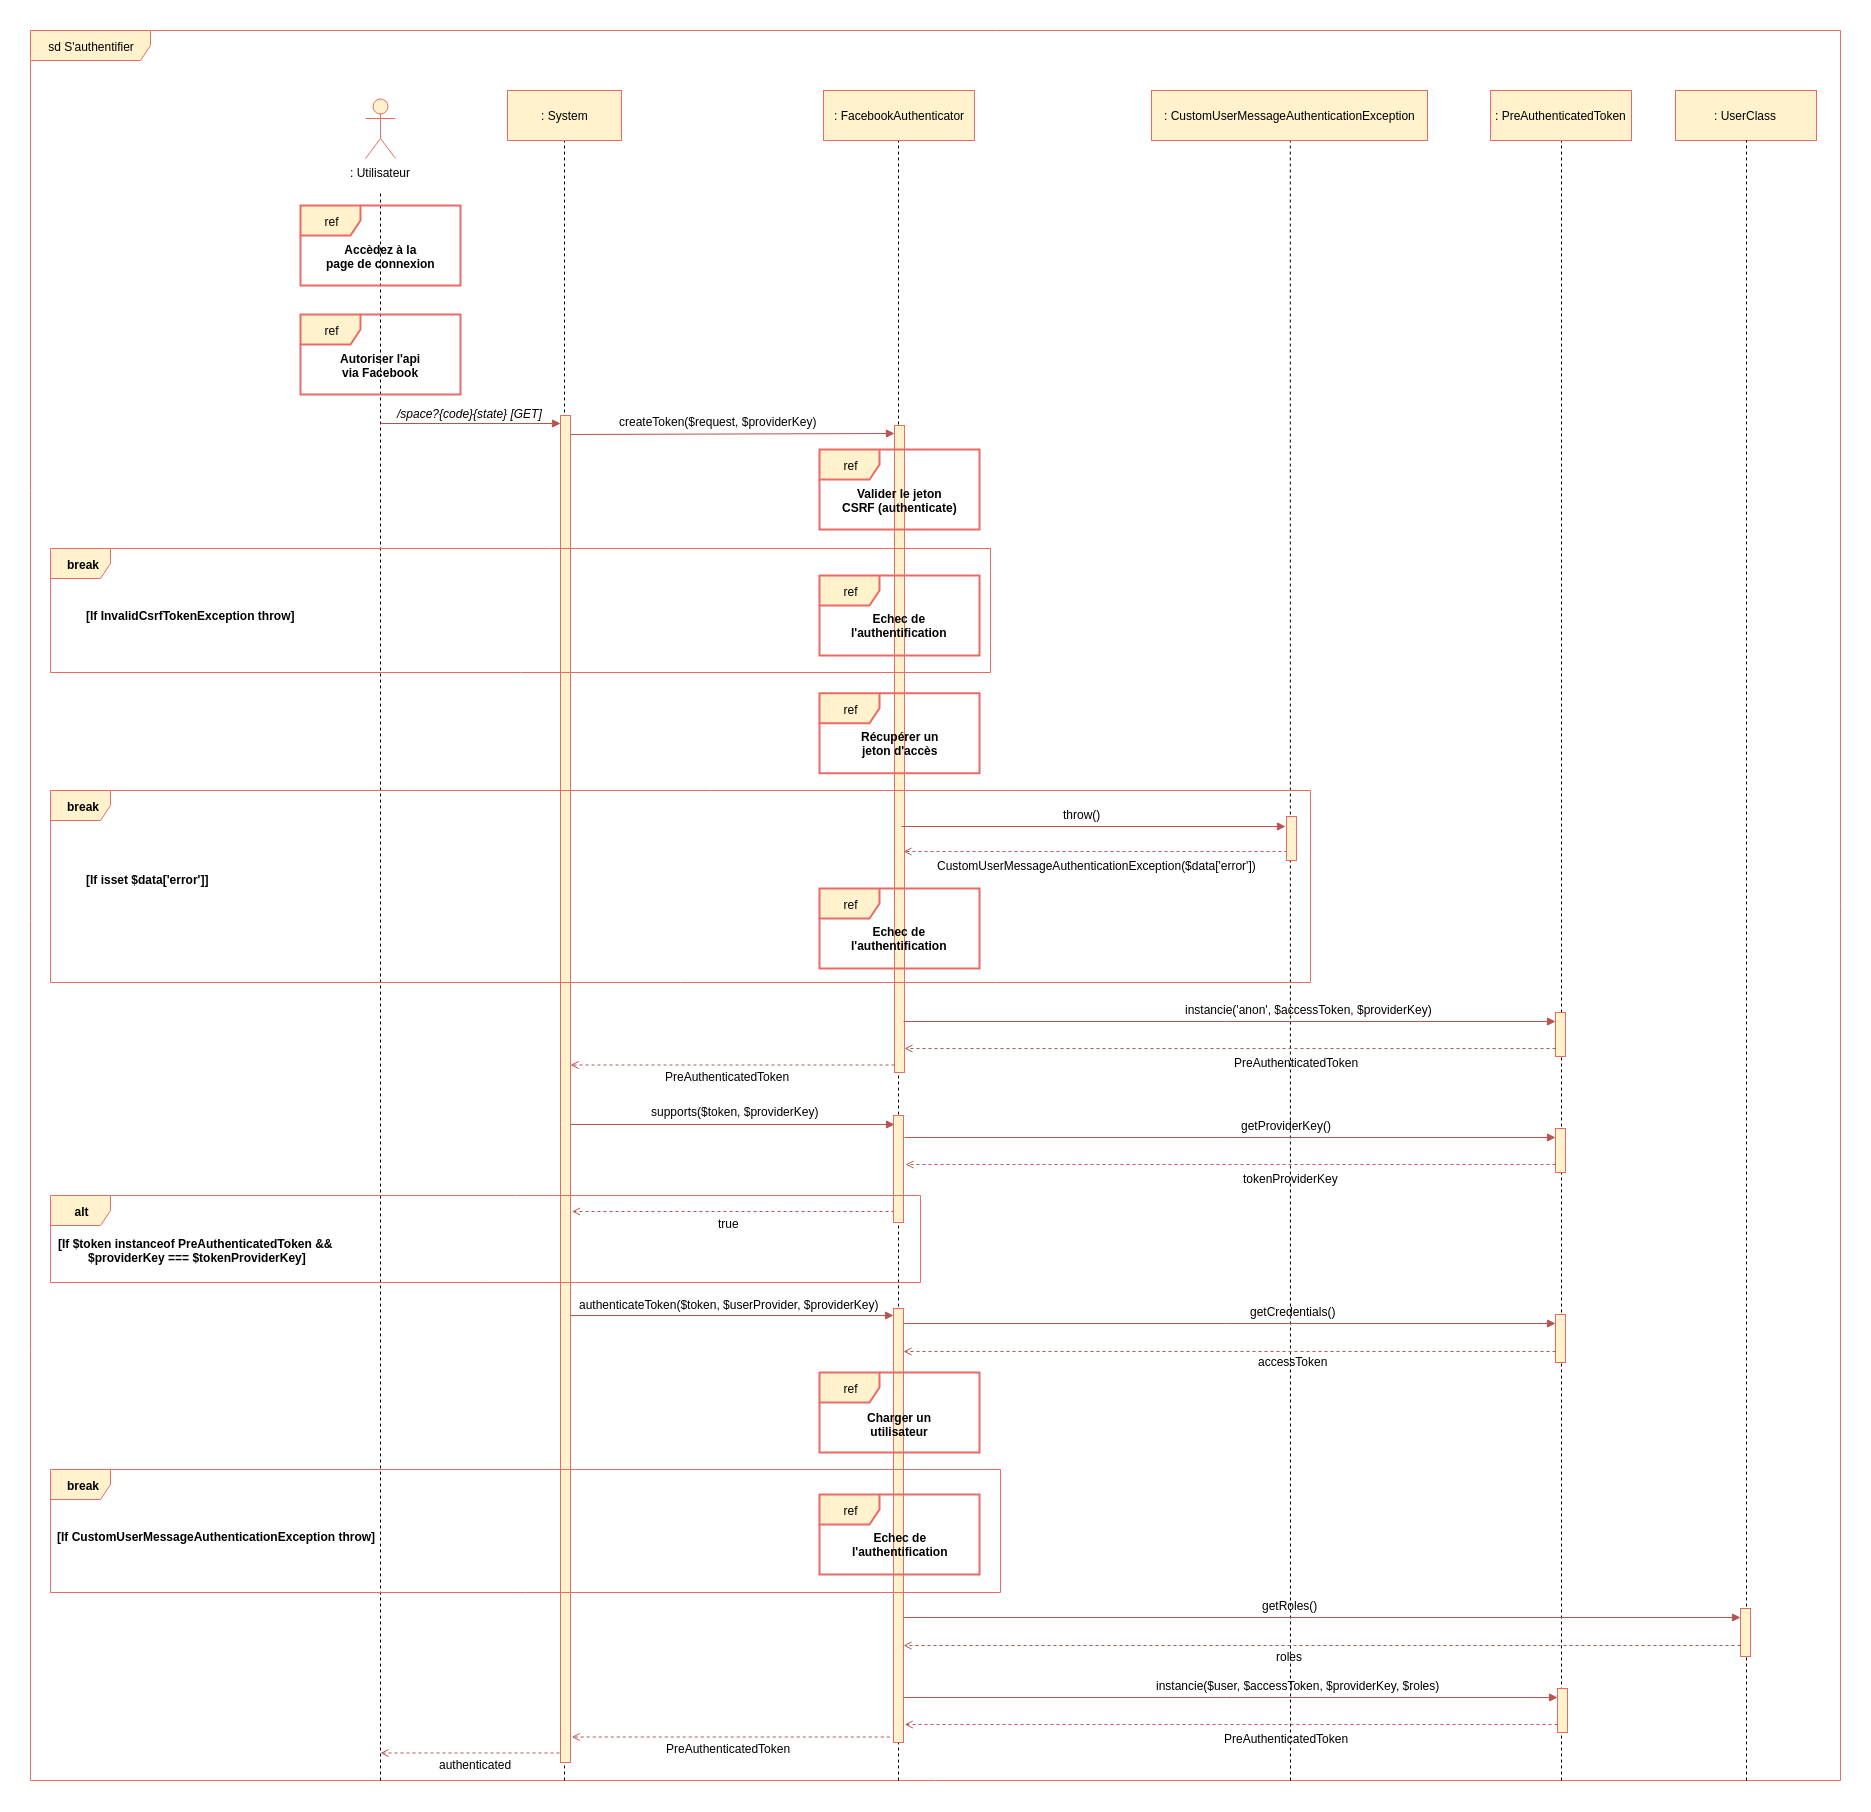 sd S'authentifier
: Utilisateur
: System
: FacebookAuthenticator
: CustomUserMessageAuthenticationException
: PreAuthenticatedToken
: UserClass
ref
Accèdez à la
page de connexion
ref
Autoriser l'api
via Facebook
/space?{code}{state} [GET]
createToken($request, $providerKey)
ref
Valider le jeton
CSRF (authenticate)
break
[If InvalidCsrfTokenException throw]
ref
Echec de
l'authentification
ref
Récupérer un
jeton d'accès
break
[If isset $data['error']]
throw()
CustomUserMessageAuthenticationException($data['error'])
ref
Echec de
l'authentification
instancie('anon', $accessToken, $providerKey)
PreAuthenticatedToken
PreAuthenticatedToken
supports($token, $providerKey)
getProviderKey()
tokenProviderKey
alt
[If $token instanceof PreAuthenticatedToken &&
$providerKey === $tokenProviderKey]
true
authenticateToken($token, $userProvider, $providerKey)
getCredentials()
accessToken
ref
Charger un
utilisateur
break
[If CustomUserMessageAuthenticationException throw]
ref
Echec de
l'authentification
getRoles()
roles
instancie($user, $accessToken, $providerKey, $roles)
PreAuthenticatedToken
PreAuthenticatedToken
authenticated